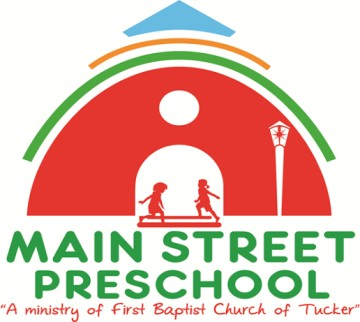 MAIN STREET
PRESCHOOL
"A ministry of First Baptist Church of Tucker"